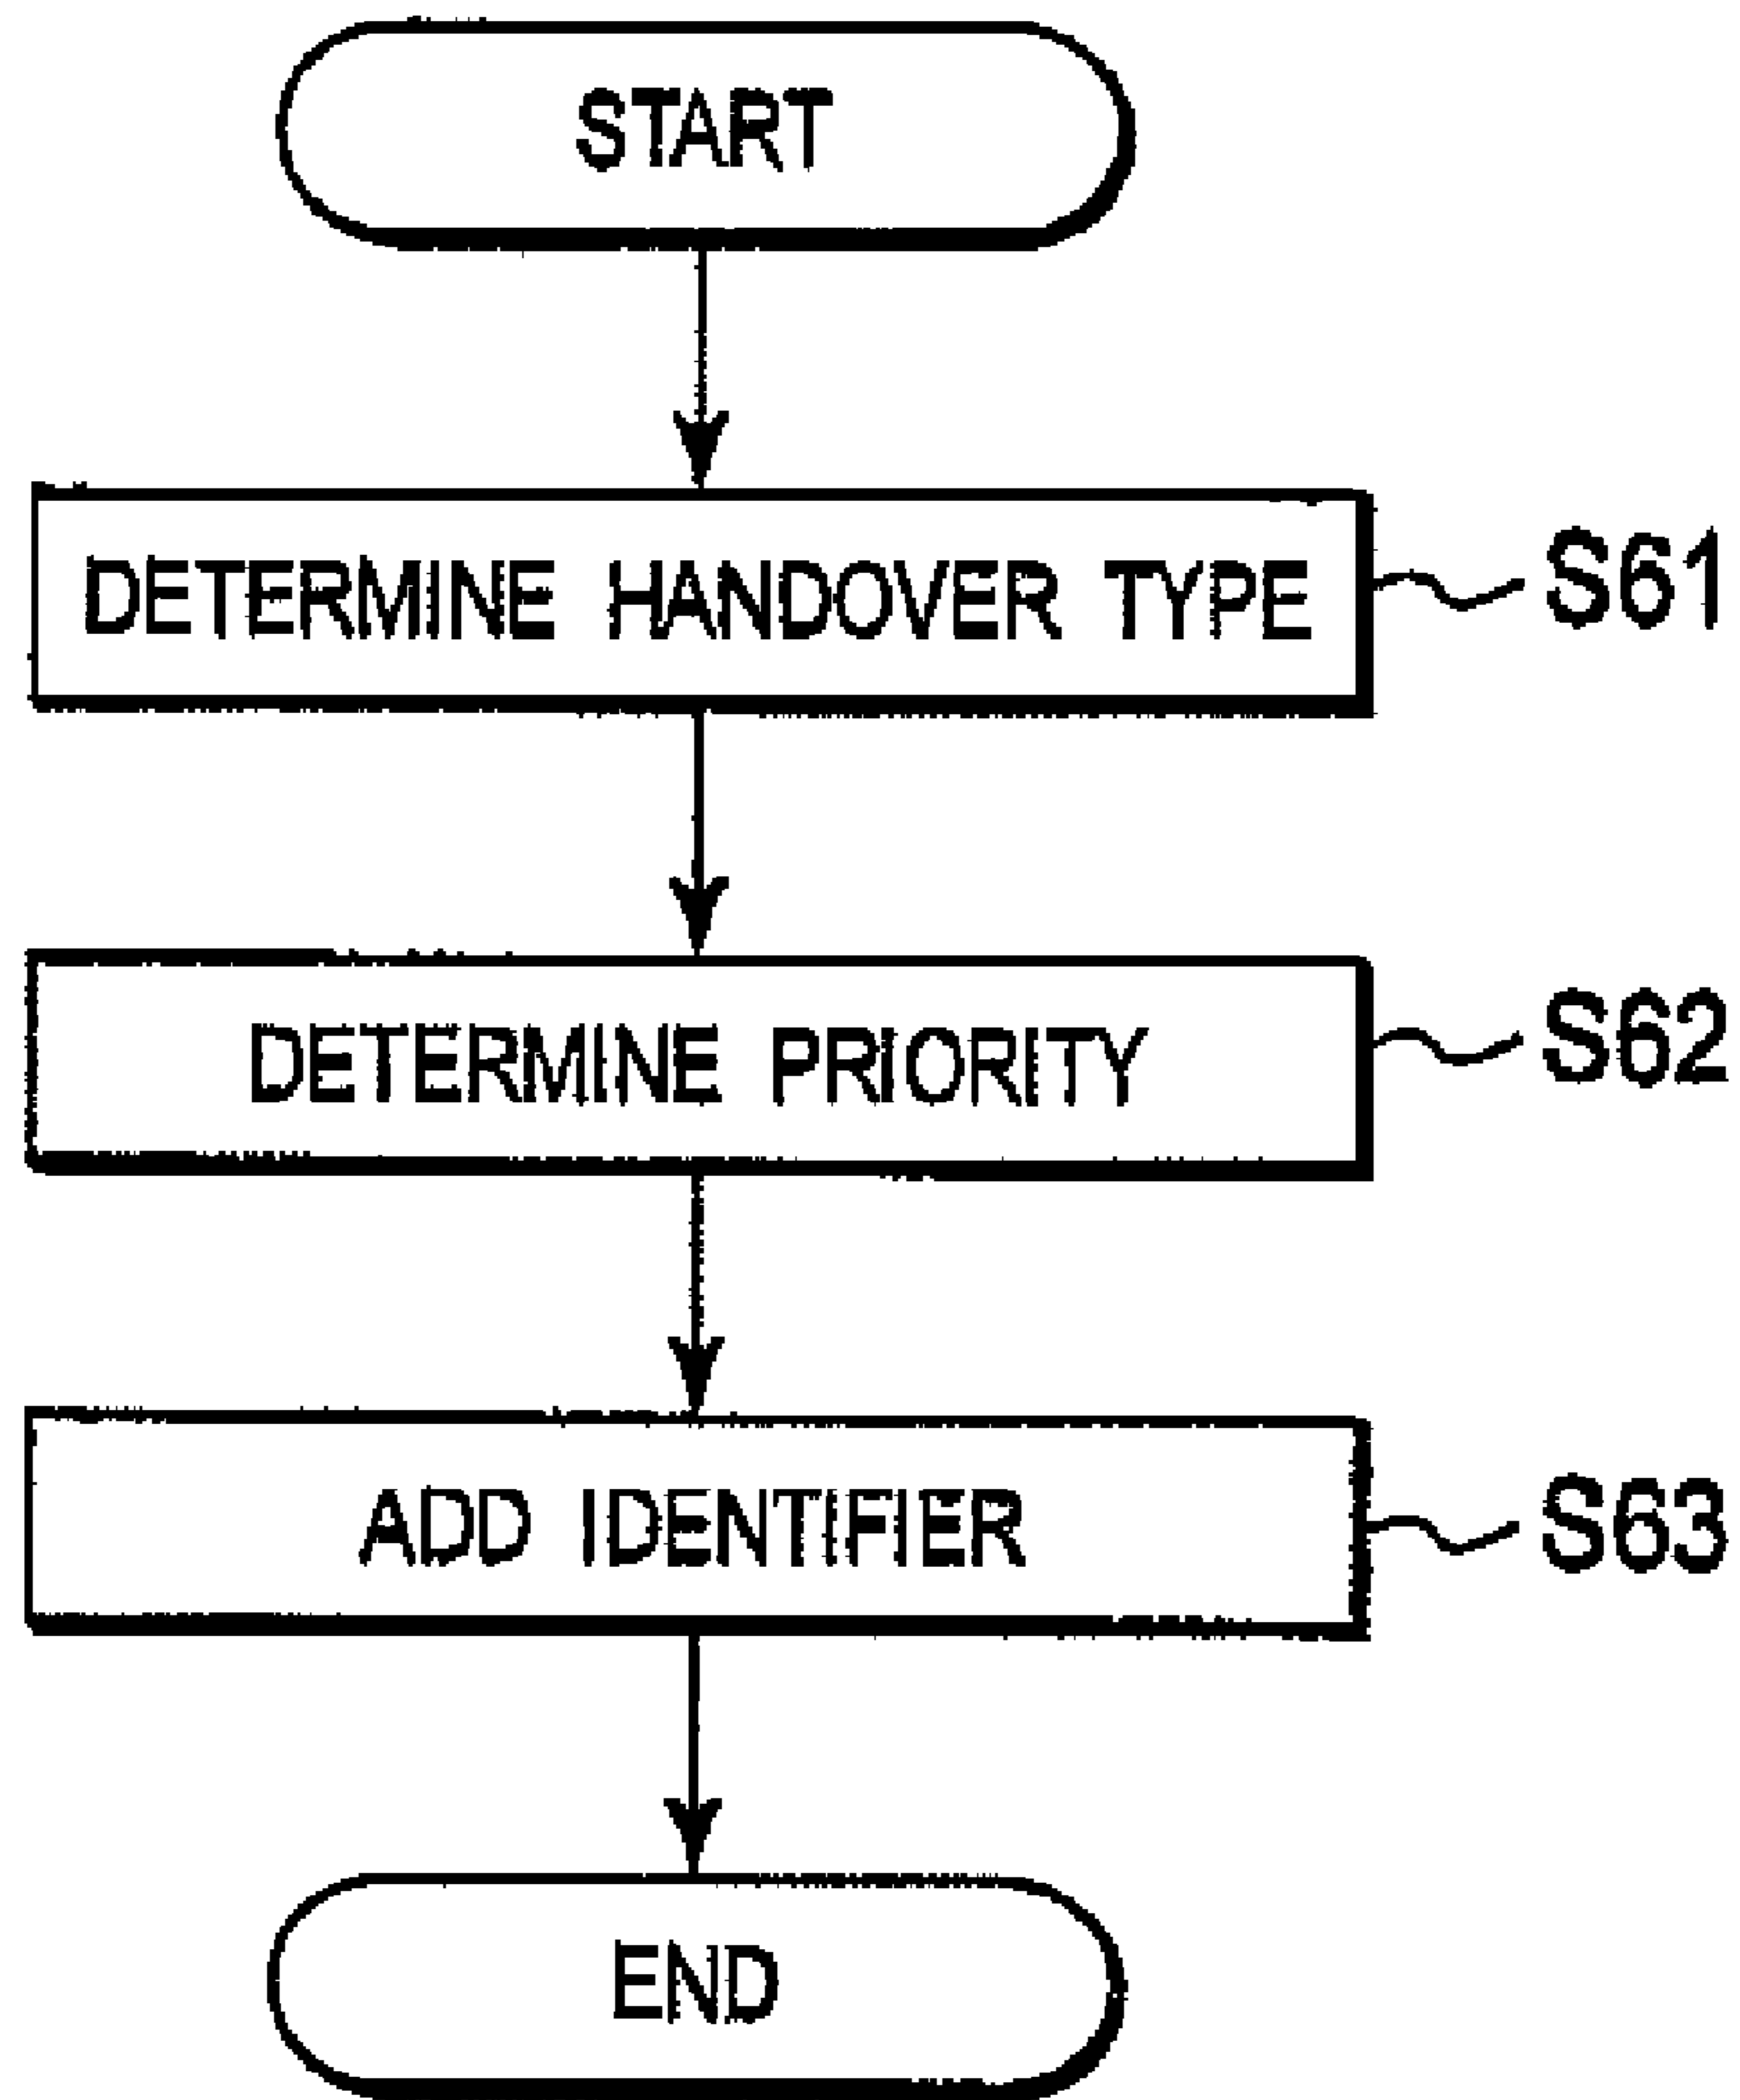 START
DETERMINE HANDOVER TYPE S61
DETERMINE PRIORITY S62
ADD IDENTIFIER S63
END